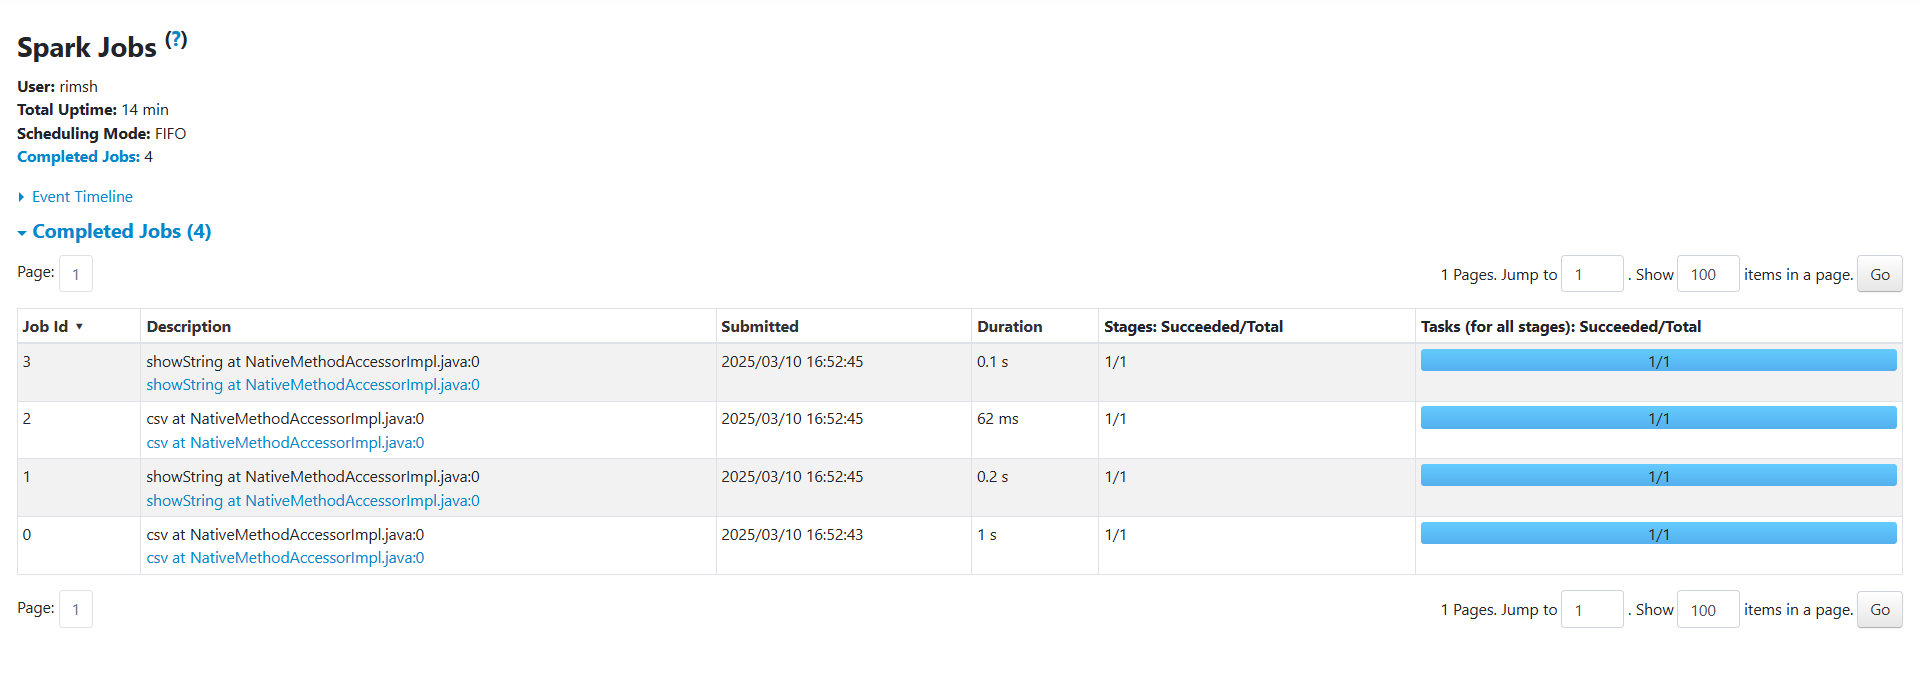 Spark Jobs (?)
User: rimsh
Total Uptime: 14 min
Scheduling Mode: FIFO
Completed Jobs: 4
Event Timeline
Completed Jobs (4)
Page: 1 1 Pages. Jump to 1 . Show 100 items in a page. Go
Job Id ▾ Description Submitted Duration Stages: Succeeded/Total Tasks (for all stages): Succeeded/Total
3 showString at NativeMethodAccessorImpl.java:0 2025/03/10 16:52:45 0.1 s 1/1 1/1
showString at NativeMethodAccessorImpl.java:0
2 csv at NativeMethodAccessorImpl.java:0 2025/03/10 16:52:45 62 ms 1/1 1/1
csv at NativeMethodAccessorImpl.java:0
1 showString at NativeMethodAccessorImpl.java:0 2025/03/10 16:52:45 0.2 s 1/1 1/1
showString at NativeMethodAccessorImpl.java:0
0 csv at NativeMethodAccessorImpl.java:0 2025/03/10 16:52:43 1 s 1/1 1/1
csv at NativeMethodAccessorImpl.java:0
Page: 1 1 Pages. Jump to 1 . Show 100 items in a page. Go